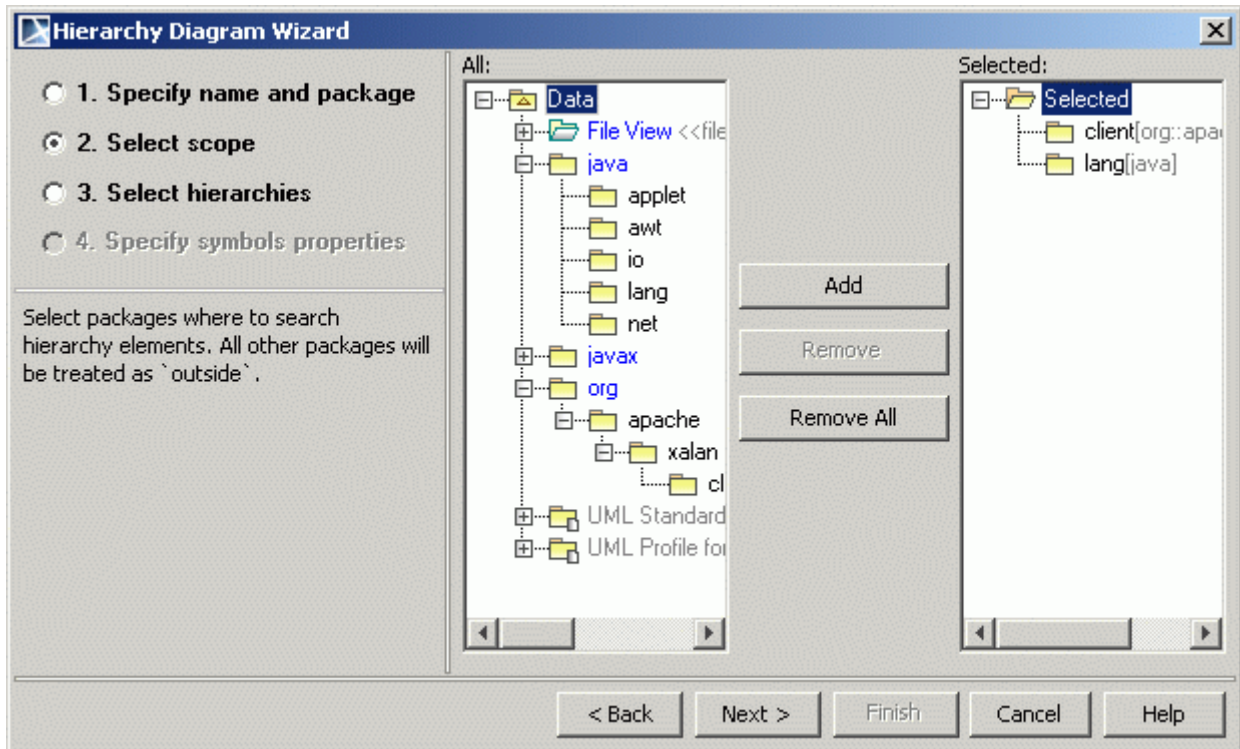 Hierarchy Diagram Wizard
1. Specify name and package
2. Select scope
3. Select hierarchies
4. Specify symbols properties
Select packages where to search
hierarchy elements. All other packages will
be treated as `outside`.
All:
Data
File View <<file
java
applet
awt
io
lang
net
javax
org
apache
xalan
cl
UML Standard
UML Profile for
Add
Remove
Remove All
Selected:
Selected
client[org::apa
lang[java]
< Back
Next >
Finish
Cancel
Help